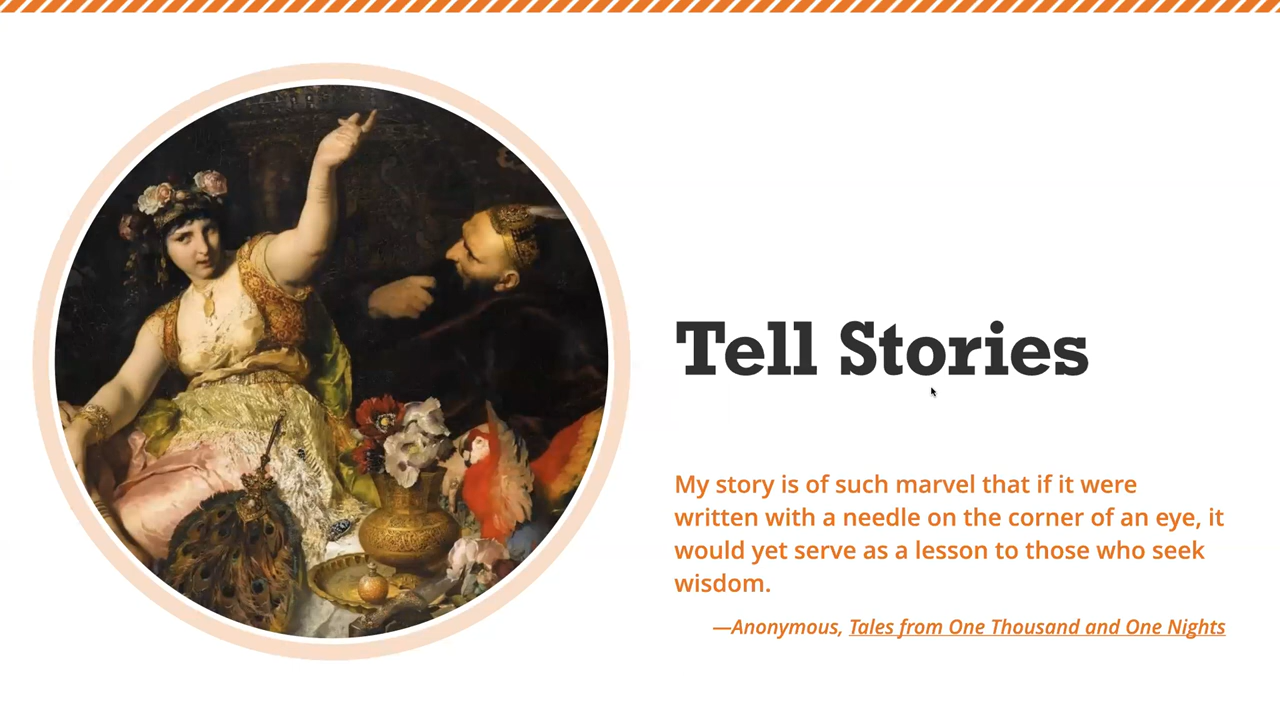 Tell Stories
My story is of such marvel that if it were
written with a needle on the corner of an eye, it
would yet serve as a lesson to those who seek
wisdom.
—Anonymous, Tales from One Thousand and One Nights